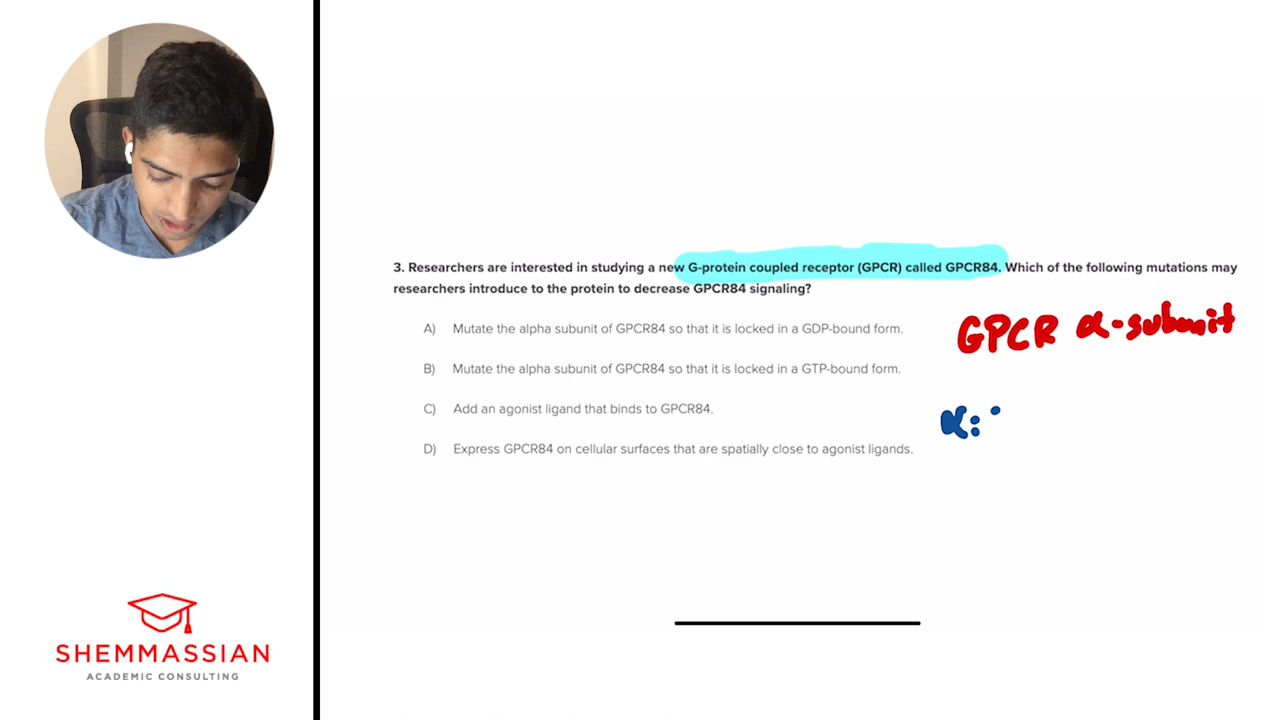 3. Researchers are interested in studying a new G-protein coupled receptor (GPCR) called GPCR84. Which of the following mutations may
researchers introduce to the protein to decrease GPCR84 signaling?
A) Mutate the alpha subunit of GPCR84 so that it is locked in a GDP-bound form.
GPCR α-subunit
B) Mutate the alpha subunit of GPCR84 so that it is locked in a GTP-bound form.
C) Add an agonist ligand that binds to GPCR84.
α:
D) Express GPCR84 on cellular surfaces that are spatially close to agonist ligands.
SHEMMASSIAN
ACADEMIC CONSULTING